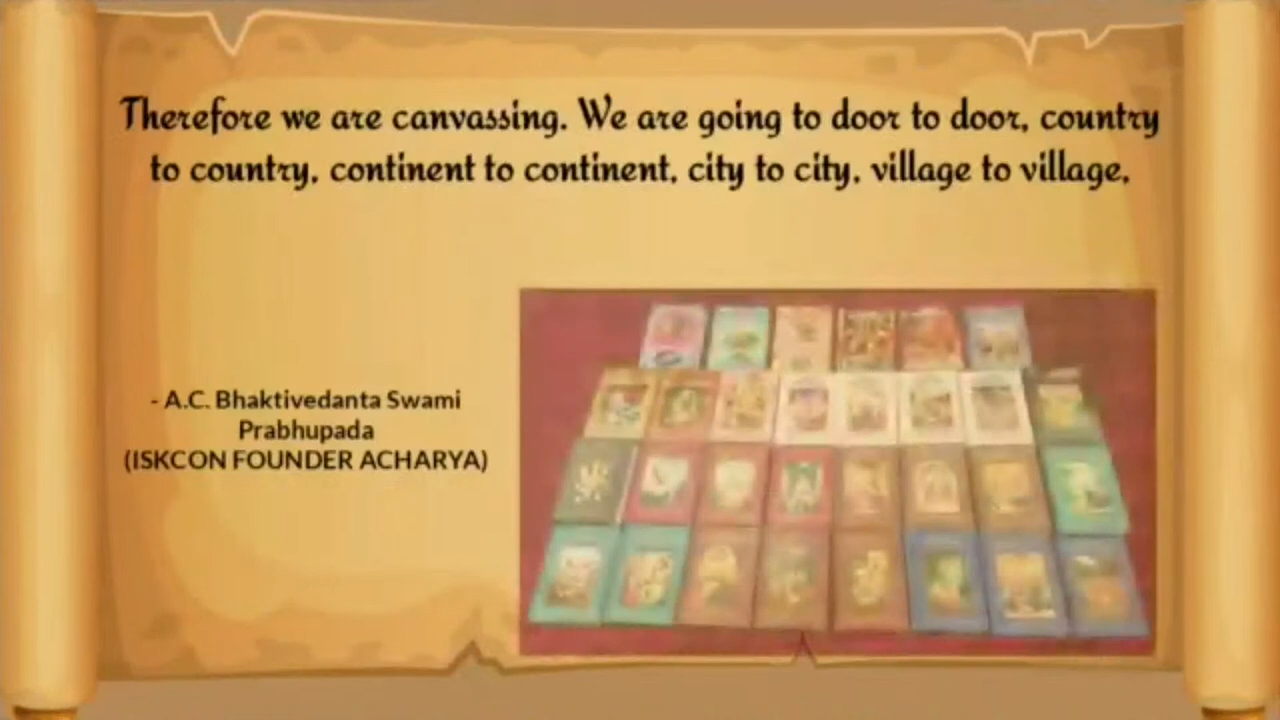 Therefore we are canvassing. We are going to door to door, country
to country, continent to continent, city to city, village to village,
- A.C. Bhaktivedanta Swami
Prabhupada
(ISKCON FOUNDER ACHARYA)